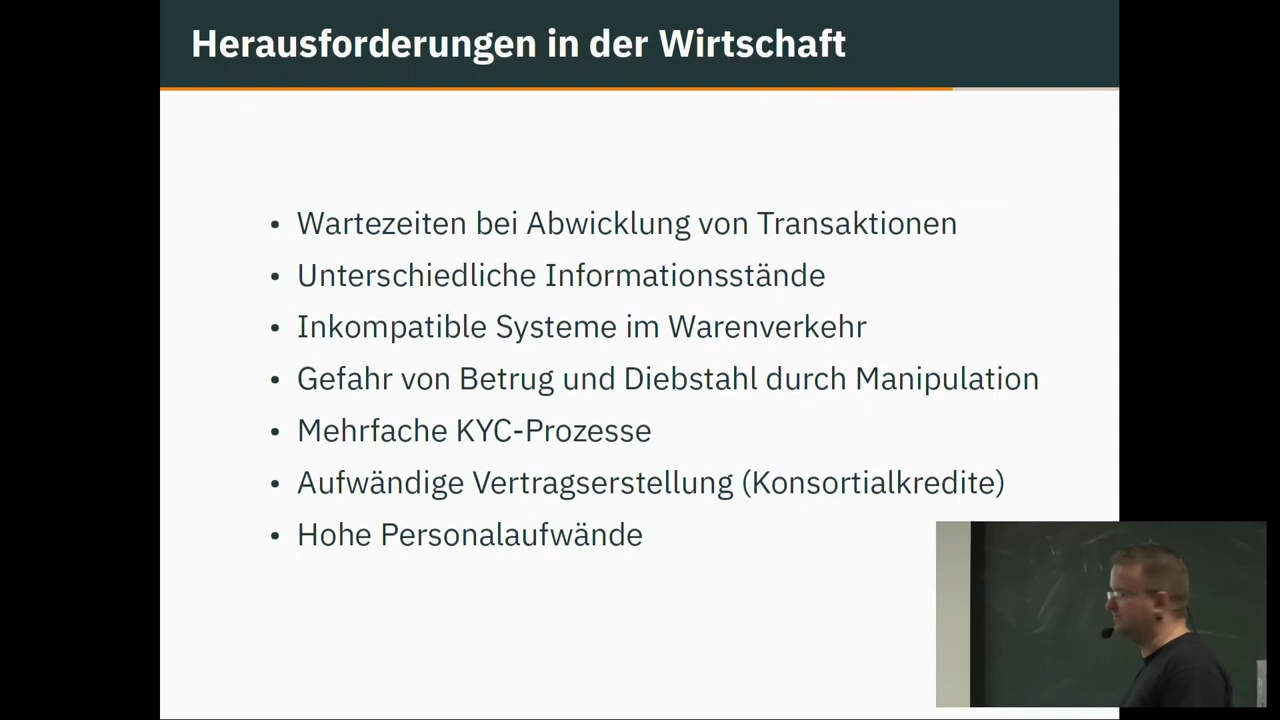 Herausforderungen in der Wirtschaft
• Wartezeiten bei Abwicklung von Transaktionen
• Unterschiedliche Informationsstände
• Inkompatible Systeme im Warenverkehr
• Gefahr von Betrug und Diebstahl durch Manipulation
• Mehrfache KYC-Prozesse
• Aufwändige Vertragserstellung (Konsortialkredite)
• Hohe Personalaufwände